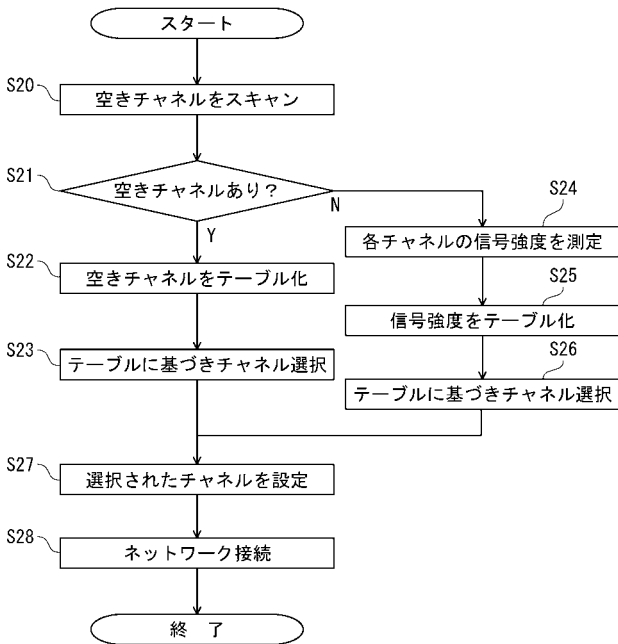 スタート
S20
空きチャネルをスキャン
S21
空きチャネルあり?
N
Y
S22
空きチャネルをテーブル化
S23
テーブルに基づきチャネル選択
S24
各チャネルの信号強度を測定
S25
信号強度をテーブル化
S26
テーブルに基づきチャネル選択
S27
選択されたチャネルを設定
S28
ネットワーク接続
終 了